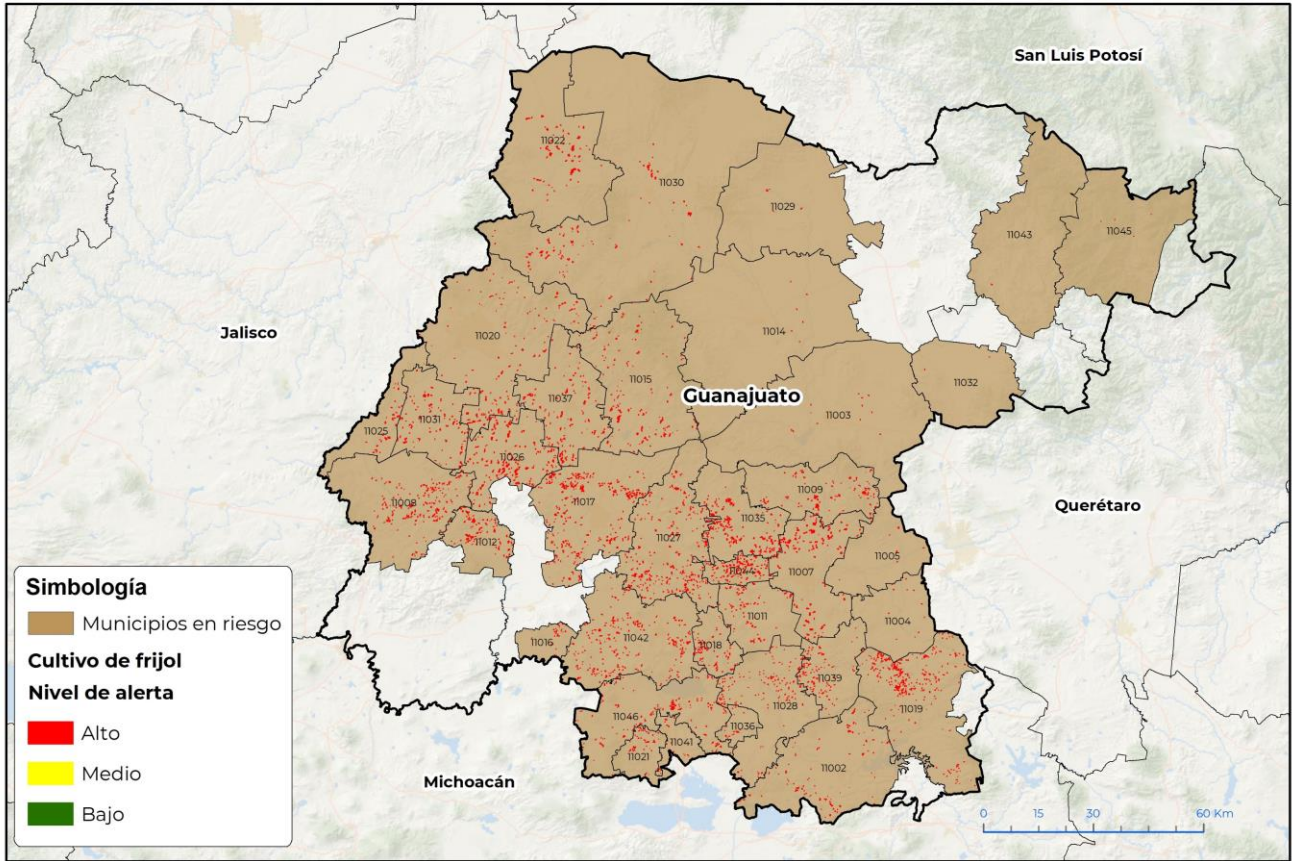 San Luis Potosí
11022
11030
11029
11043
11045
Jalisco
11020
11014
11032
11015
11037
Guanajuato
11003
11025
11031
11026
11008
11017
11009
Querétaro
11035
11012
11027
11044
11007
11005
11011
11004
11016
11042
11018
11039
11019
11028
11046
11036
11041
11021
11002
Michoacán
Simbología
Municipios en riesgo
Cultivo de frijol
Nivel de alerta
Alto
Medio
Bajo
0 15 30 60 Km